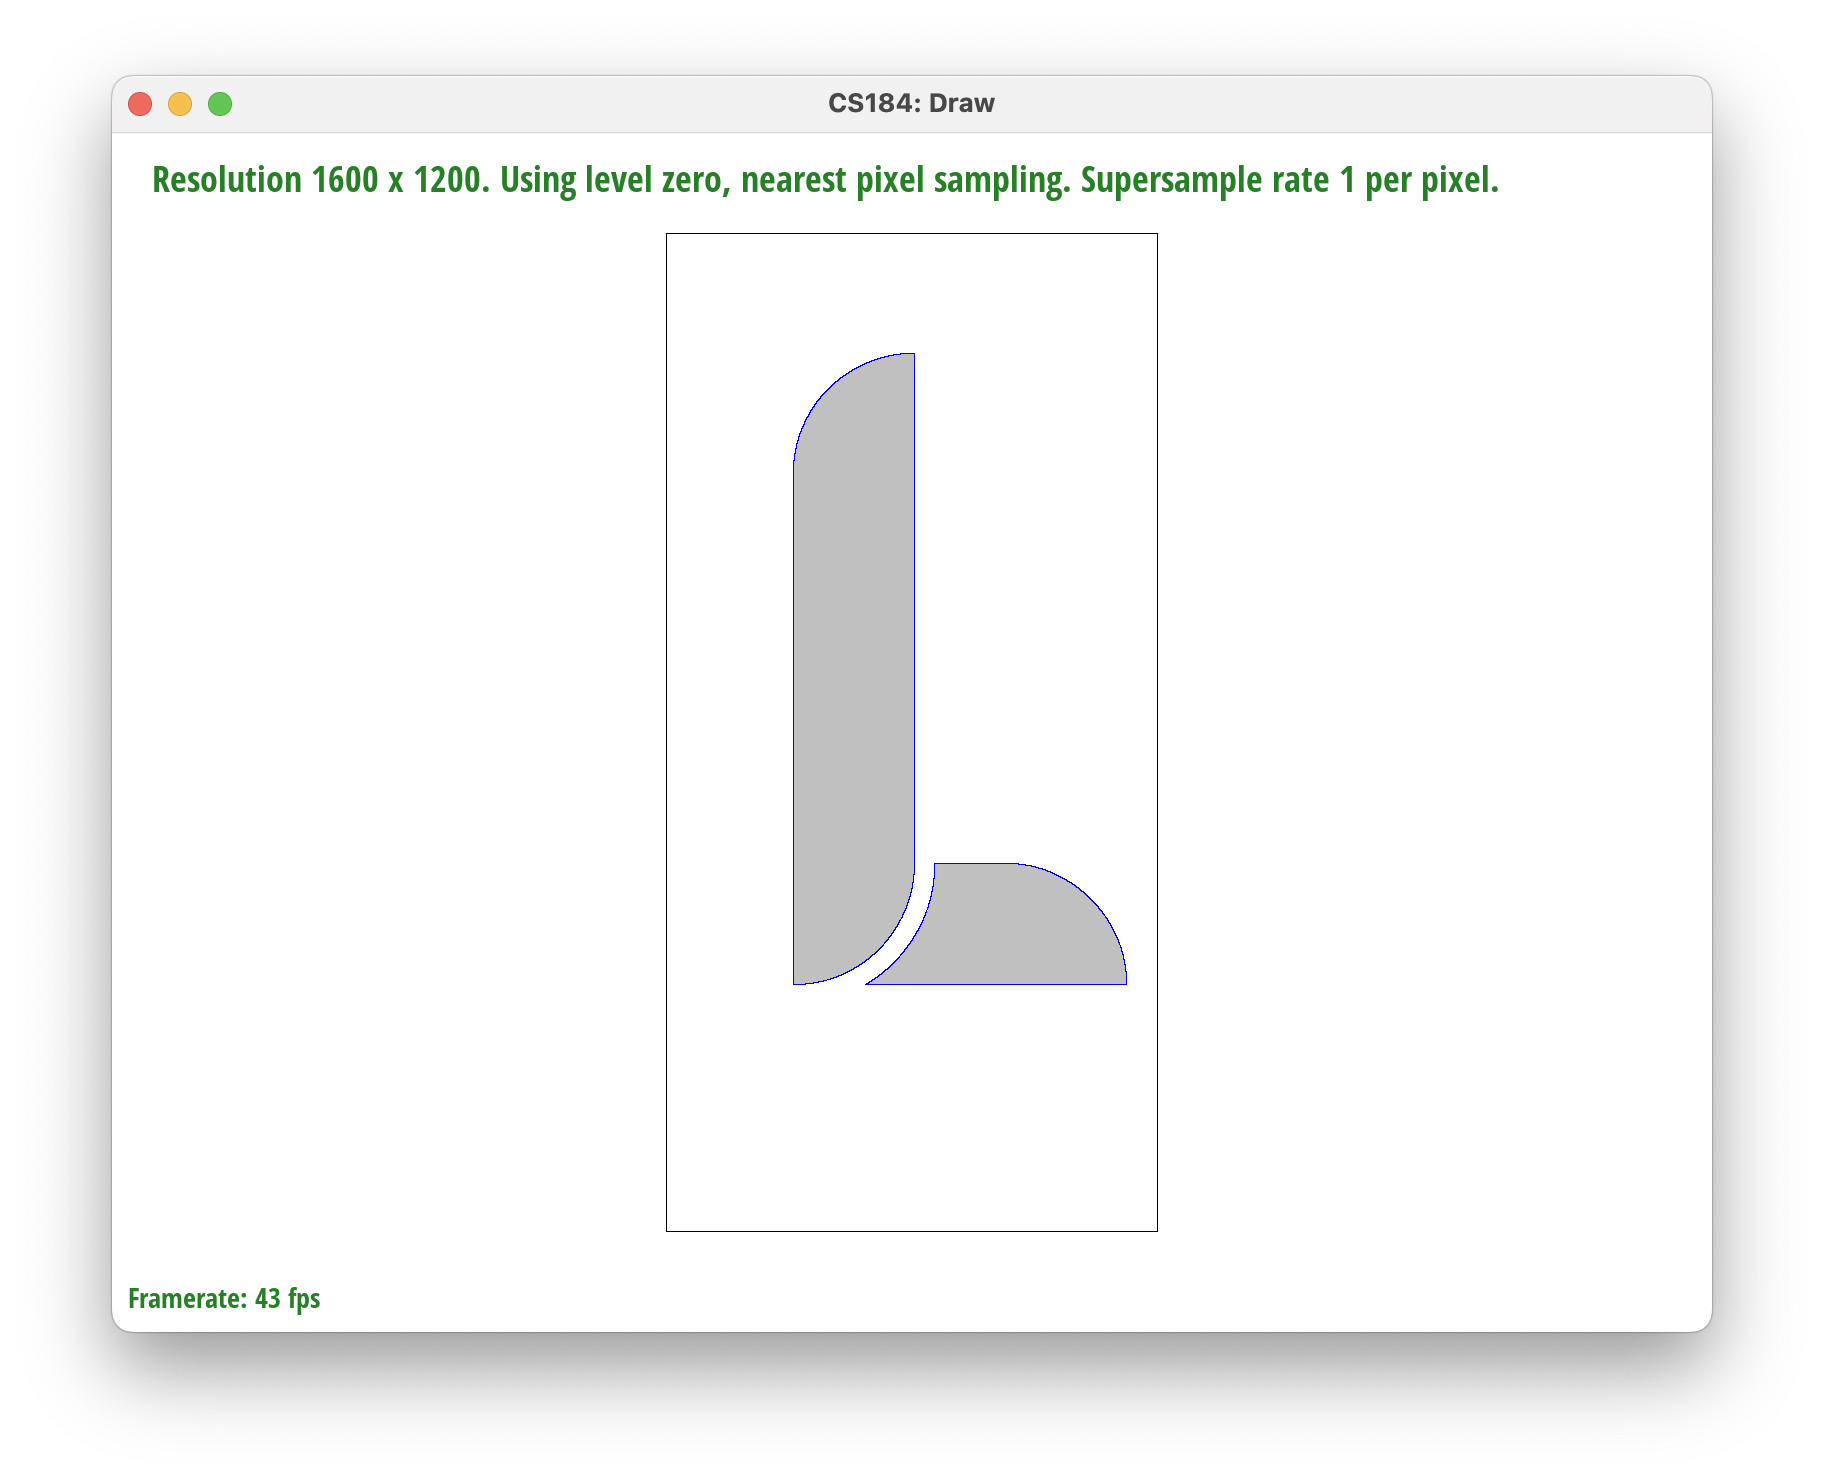 CS184: Draw
Resolution 1600 x 1200. Using level zero, nearest pixel sampling. Supersample rate 1 per pixel.
Framerate: 43 fps